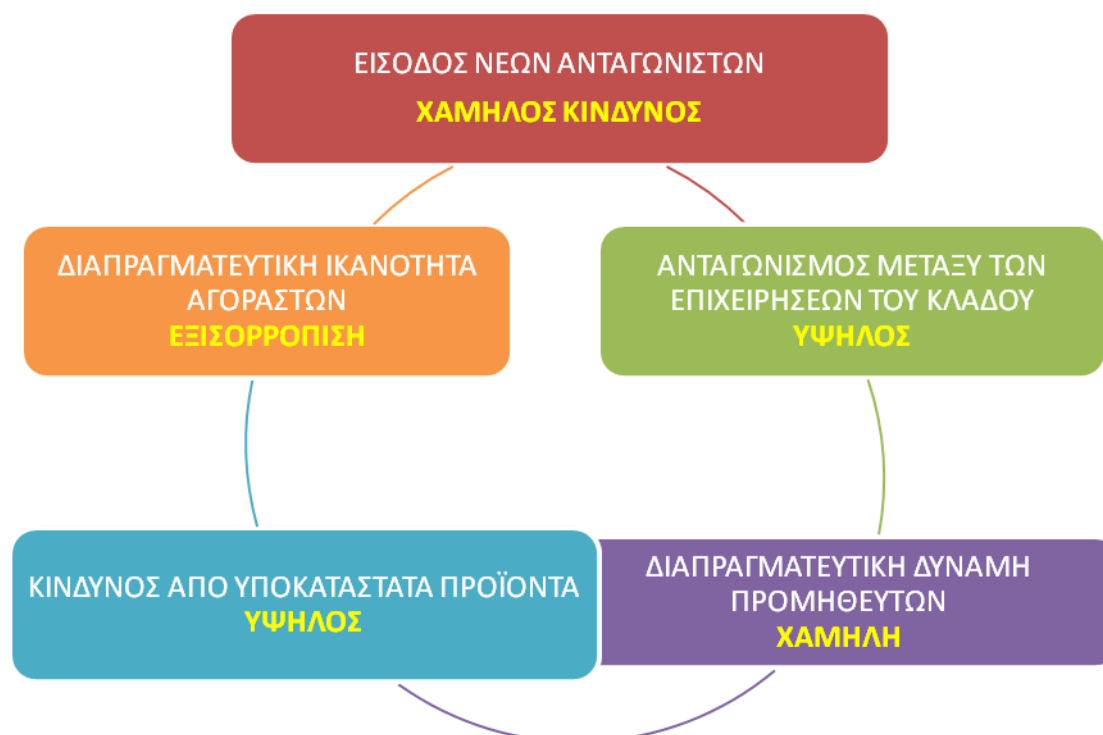 ΕΙΣΟΔΟΣ ΝΕΩΝ ΑΝΤΑΓΩΝΙΣΤΩΝ
ΧΑΜΗΛΟΣ ΚΙΝΔΥΝΟΣ
ΑΝΤΑΓΩΝΙΣΜΟΣ ΜΕΤΑΞΥ ΤΩΝ
ΕΠΙΧΕΙΡΗΣΕΩΝ ΤΟΥ ΚΛΑΔΟΥ
ΥΨΗΛΟΣ
ΔΙΑΠΡΑΓΜΑΤΕΥΤΙΚΗ ΔΥΝΑΜΗ
ΠΡΟΜΗΘΕΥΤΩΝ
ΧΑΜΗΛΗ
ΚΙΝΔΥΝΟΣ ΑΠΟ ΥΠΟΚΑΤΑΣΤΑΤΑ ΠΡΟΪΟΝΤΑ
ΥΨΗΛΟΣ
ΔΙΑΠΡΑΓΜΑΤΕΥΤΙΚΗ ΙΚΑΝΟΤΗΤΑ
ΑΓΟΡΑΣΤΩΝ
ΕΞΙΣΟΡΡΟΠΙΣΗ